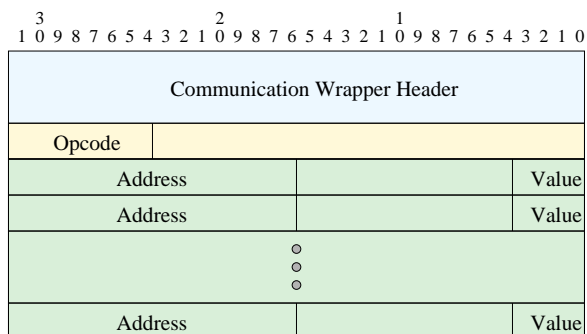 3 2 1
1 0 9 8 7 6 5 4 3 2 1 0 9 8 7 6 5 4 3 2 1 0 9 8 7 6 5 4 3 2 1 0
Communication Wrapper Header
Opcode
Address Value
Address Value
Address Value